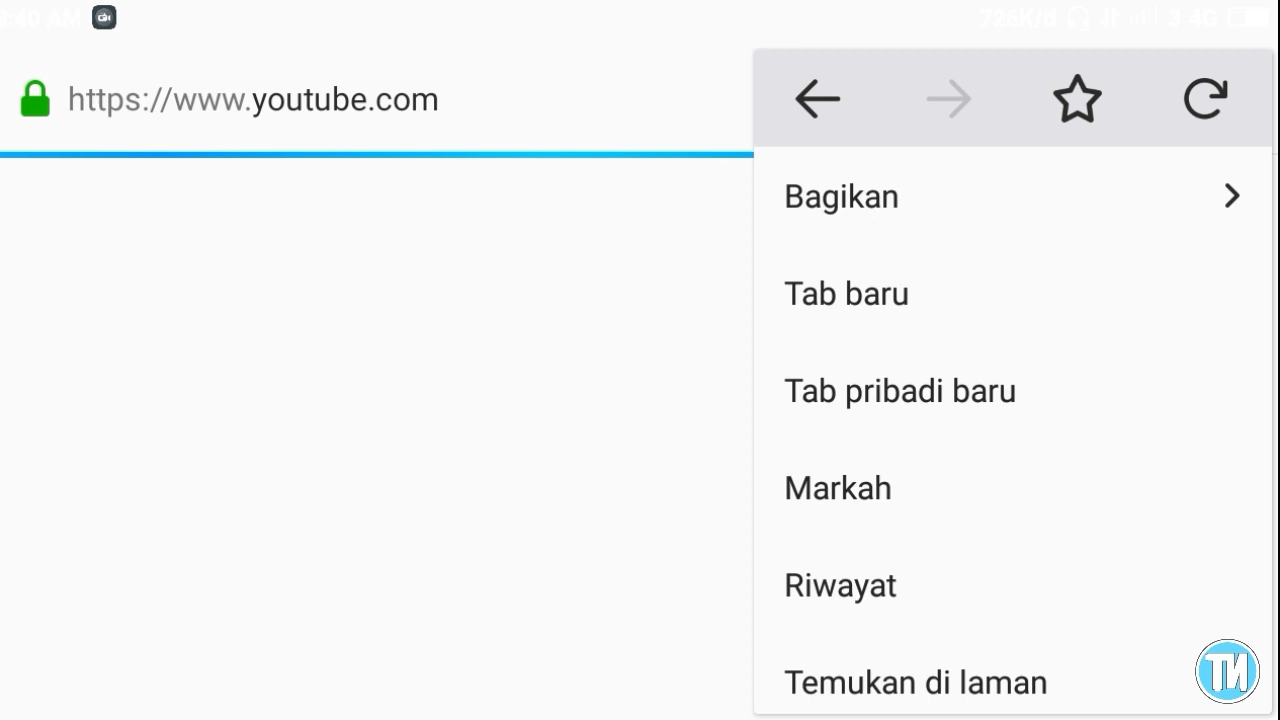 https://www.youtube.com
Bagikan
Tab baru
Tab pribadi baru
Markah
Riwayat
Temukan di laman